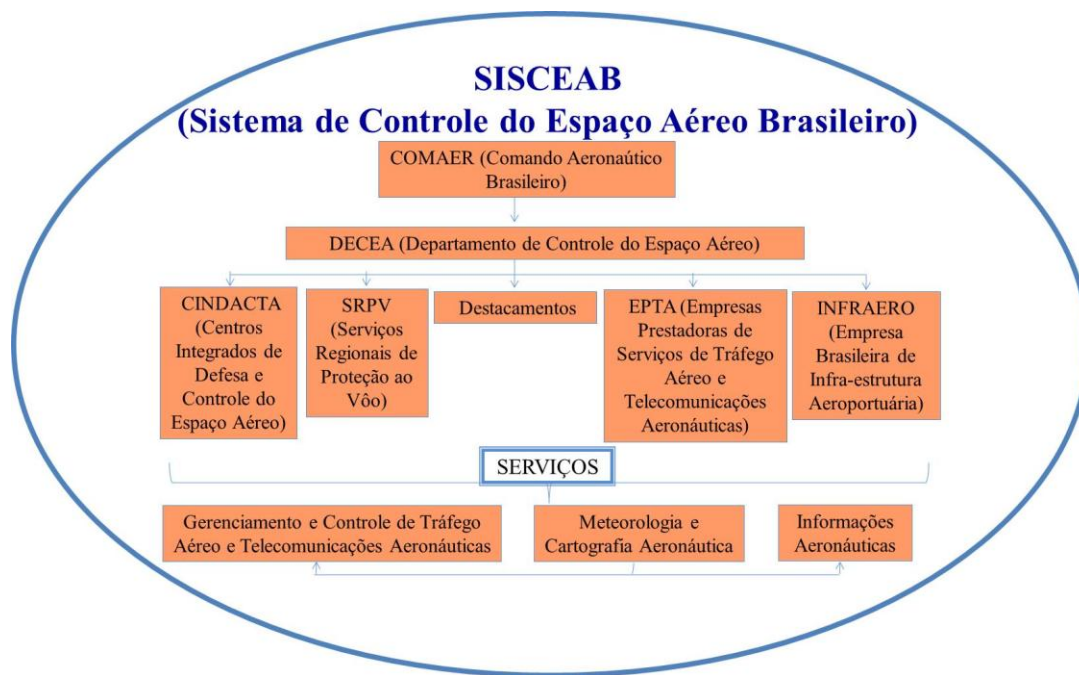 SISCEAB
(Sistema de Controle do Espaço Aéreo Brasileiro)
COMAER (Comando Aeronaútico
Brasileiro)
DECEA (Departamento de Controle do Espaço Aéreo)
CINDACTA
(Centros
Integrados de
Defesa e
Controle do
Espaço Aéreo)
SRPV
(Serviços
Regionais de
Proteção ao
Vôo)
Destacamentos
EPTA (Empresas
Prestadoras de
Serviços de Tráfego
Aéreo e
Telecomunicações
Aeronáuticas)
INFRAERO
(Empresa
Brasileira de
Infra-estrutura
Aeroportuária)
SERVIÇOS
Gerenciamento e Controle de Tráfego
Aéreo e Telecomunicações Aeronáuticas
Meteorologia e
Cartografia Aeronáutica
Informações
Aeronáuticas